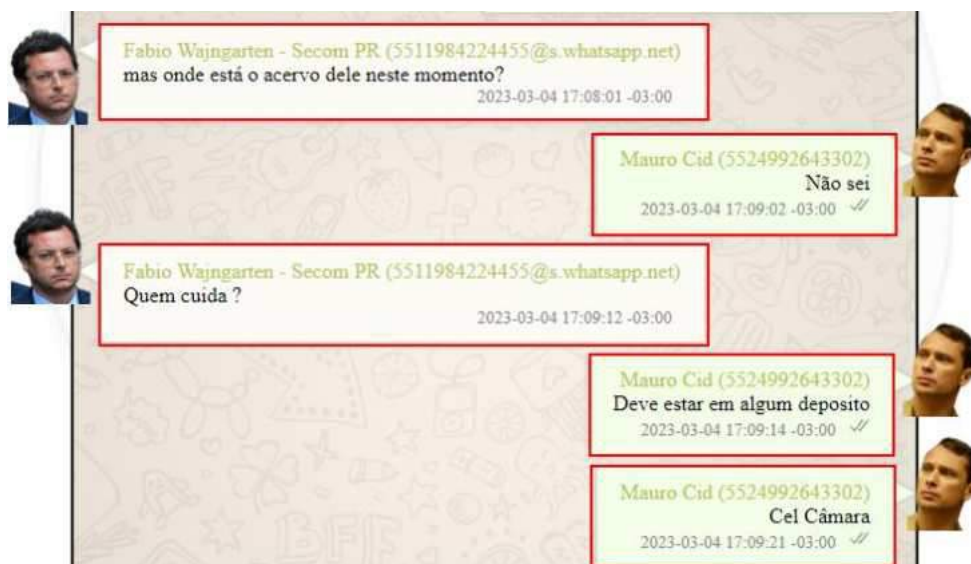 Fabio Wajngarten - Secom PR (5511984224455@s.whatsapp.net)
mas onde está o acervo dele neste momento?
2023-03-04 17:08:01 -03:00
Mauro Cid (5524992643302)
Não sei
2023-03-04 17:09:02 -03:00
Fabio Wajngarten - Secom PR (5511984224455@s.whatsapp.net)
Quem cuida ?
2023-03-04 17:09:12 -03:00
Mauro Cid (5524992643302)
Deve estar em algum deposito
2023-03-04 17:09:14 -03:00
Mauro Cid (5524992643302)
Cel Câmara
2023-03-04 17:09:21 -03:00
BFF